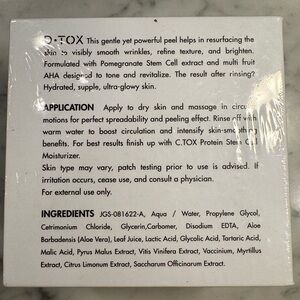 D·TOX This gentle yet powerful peel helps in resurfacing the
skin to visibly smooth wrinkles, refine texture, and brighten.
Formulated with Pomegranate Stem Cell extract and multi fruit
AHA designed to tone and revitalize. The result after rinsing?
Hydrated, supple, ultra-glowy skin.
APPLICATION Apply to dry skin and massage in circu
motions for perfect spreadability and peeling effect. Rinse off with
warm water to boost circulation and intensify skin-smoothing
benefits. For best results finish up with C.TOX Protein Stem Cell
Moisturizer.
Skin type may vary, patch testing prior to use is advised. If
irritation occurs, cease use, and consult a physician.
For external use only.
INGREDIENTS JGS-081622-A, Aqua / Water, Propylene Glycol,
Cetrimonium Chloride, Glycerin,Carbomer, Disodium EDTA, Aloe
Barbadensis (Aloe Vera), Leaf Juice, Lactic Acid, Glycolic Acid, Tartaric Acid,
Malic Acid, Pyrus Malus Extract, Vitis Vinifera Extract, Vaccinium, Myrtillus
Extract, Citrus Limonum Extract, Saccharum Officinarum Extract.